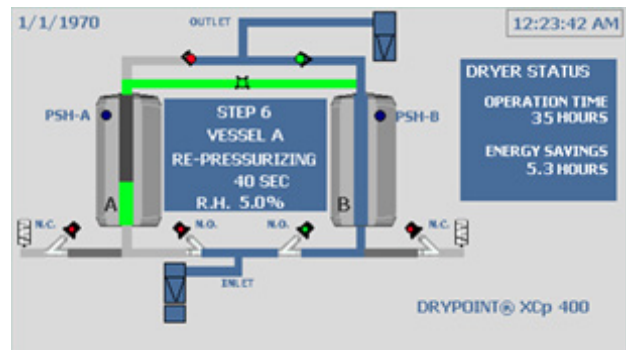 1/1/1970
OUTLET
12:23:42 AM
DRYER STATUS
OPERATION TIME
35 HOURS
ENERGY SAVINGS
5.3 HOURS
PSH-A
STEP 6
VESSEL A
RE-PRESSURIZING
40 SEC
R.H. 5.0%
PSH-B
A
B
N.C.
N.O.
N.O.
N.C.
INLET
DRYPOINT® XCp 400